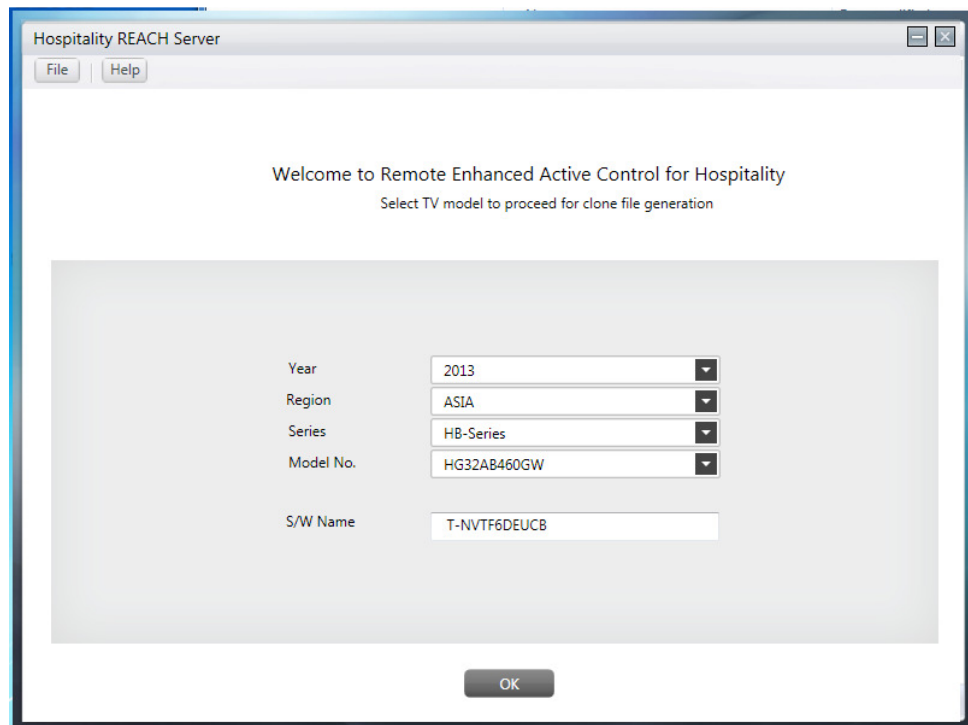 Hospitality REACH Server
File
Help
Welcome to Remote Enhanced Active Control for Hospitality
Select TV model to proceed for clone file generation
Year 2013
Region ASIA
Series HB-Series
Model No. HG32AB460GW
S/W Name T-NVTF6DEUCB
OK